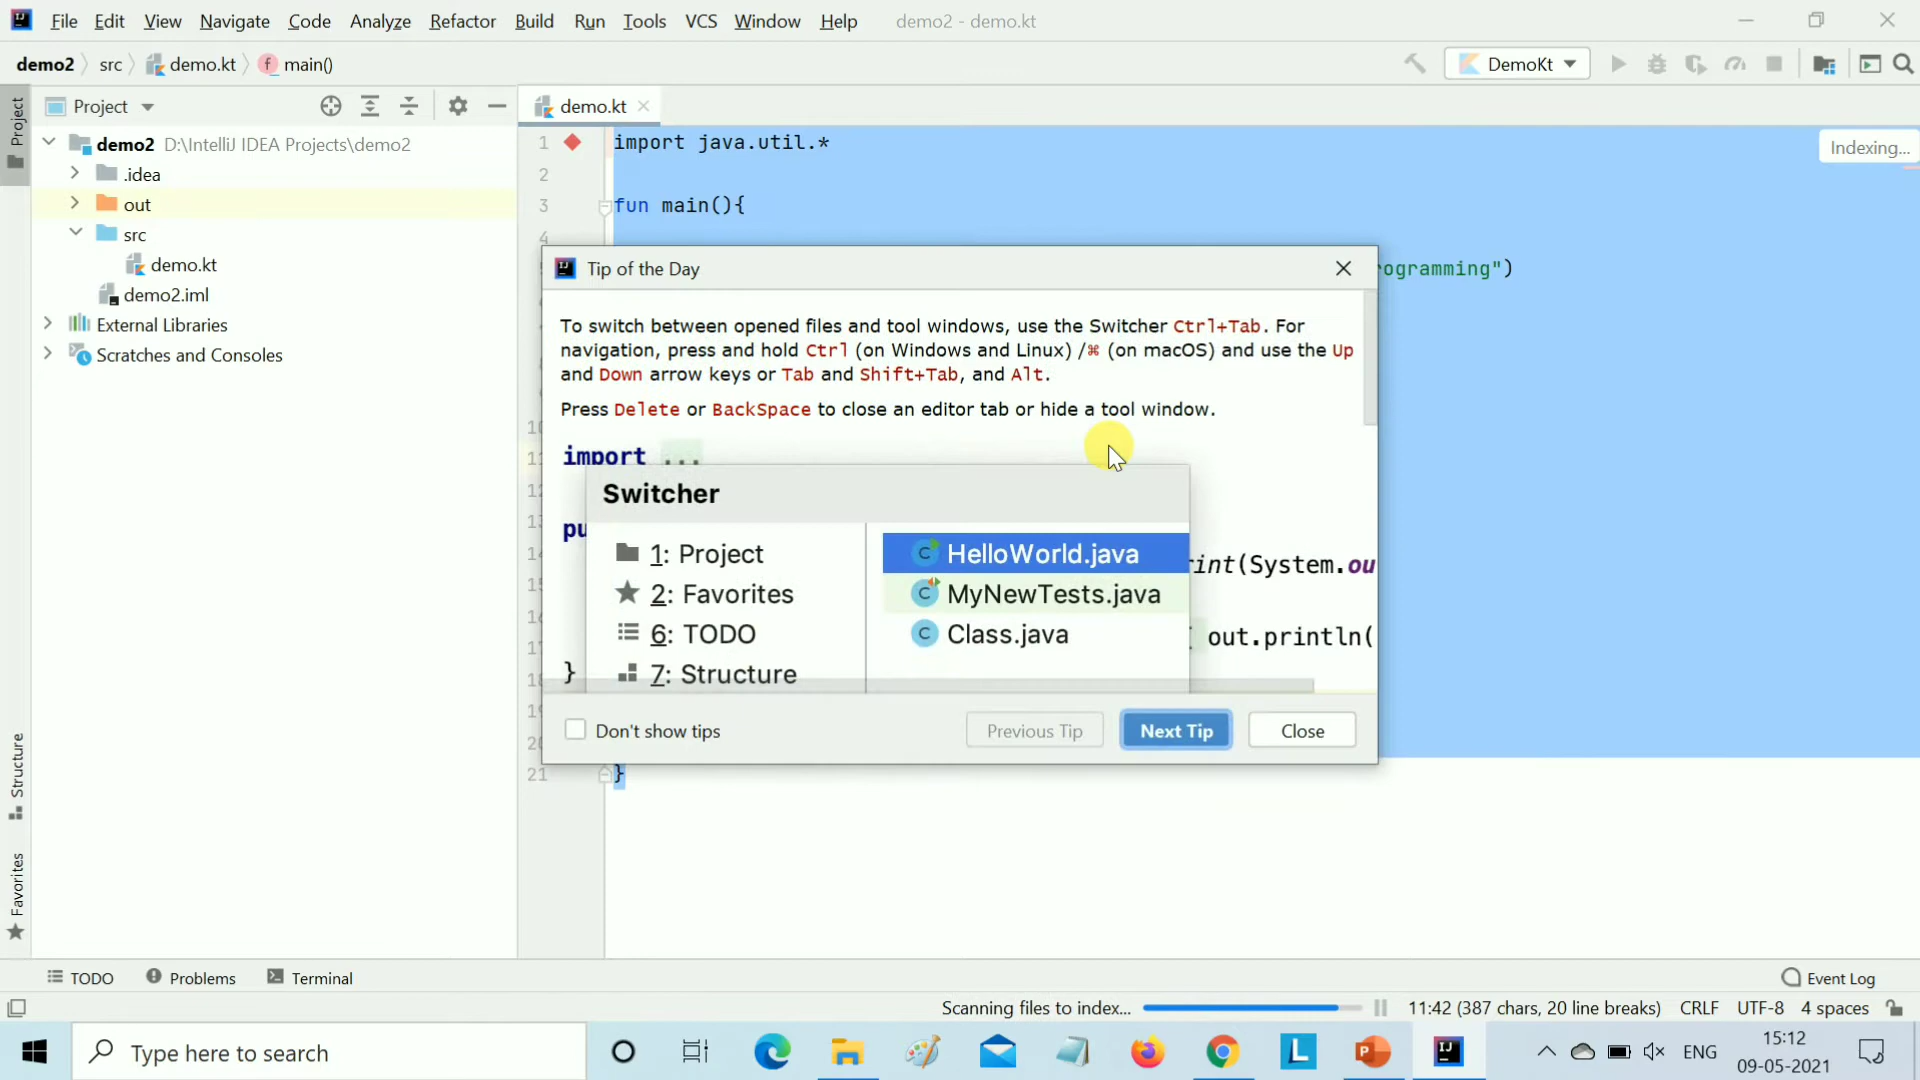 File Edit View Navigate Code Analyze Refactor Build Run Tools VCS Window Help demo2 - demo.kt
demo2 src demo.kt main()
DemoKt
Project
Project
demo.kt
demo2 D:\IntelliJ IDEA Projects\demo2
.idea
out
src
demo.kt
demo2.iml
External Libraries
Scratches and Consoles
1 import java.util.*
2
3 fun main(){
4
Indexing...
ogramming")
Tip of the Day
To switch between opened files and tool windows, use the Switcher Ctrl+Tab. For
navigation, press and hold Ctrl (on Windows and Linux) /⌘ (on macOS) and use the Up
and Down arrow keys or Tab and Shift+Tab, and Alt.
Press Delete or BackSpace to close an editor tab or hide a tool window.
import ...
Switcher
pu
1: Project
2: Favorites
6: TODO
7: Structure
HelloWorld.java
MyNewTests.java
Class.java
int(System.ou
out.println(
}
Don't show tips
Previous Tip
Next Tip
Close
21 }
Structure
Favorites
TODO Problems Terminal
Event Log
Scanning files to index... 11:42 (387 chars, 20 line breaks) CRLF UTF-8 4 spaces
Type here to search
ENG
15:12
09-05-2021